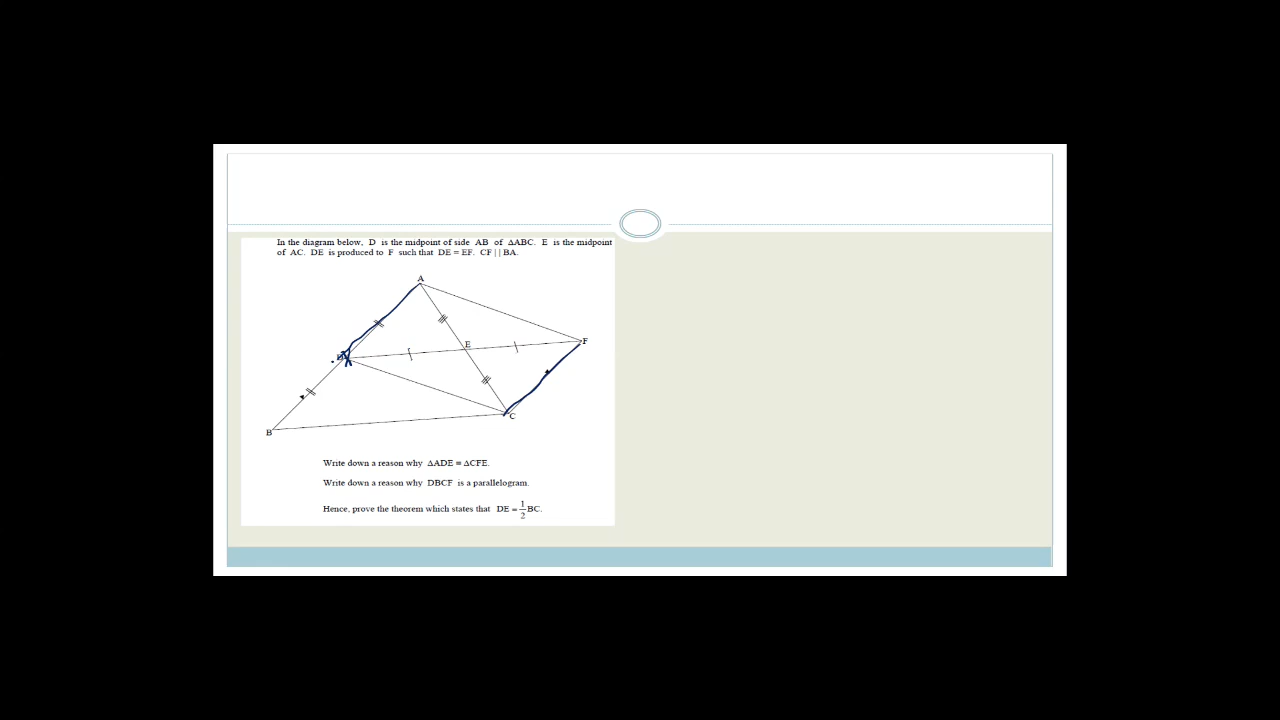 In the diagram below, D is the midpoint of side AB of ΔABC. E is the midpoint
of AC. DE is produced to F such that DE = EF. CF || BA.
A
E
F
D
C
B
Write down a reason why ΔADE ≡ ΔCFE.
Write down a reason why DBCF is a parallelogram.
Hence, prove the theorem which states that DE = 1/2 BC.